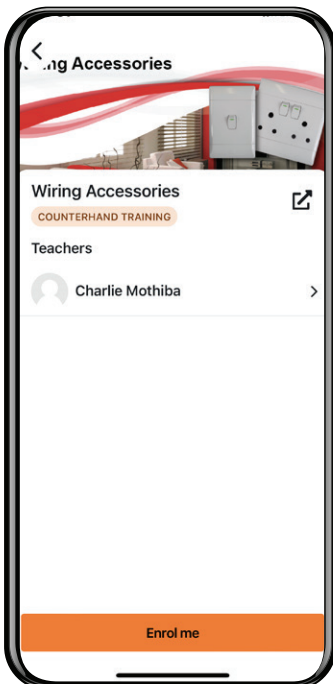 ng Accessories
Wiring Accessories
COUNTERHAND TRAINING
Teachers
Charlie Mothiba
Enrol me